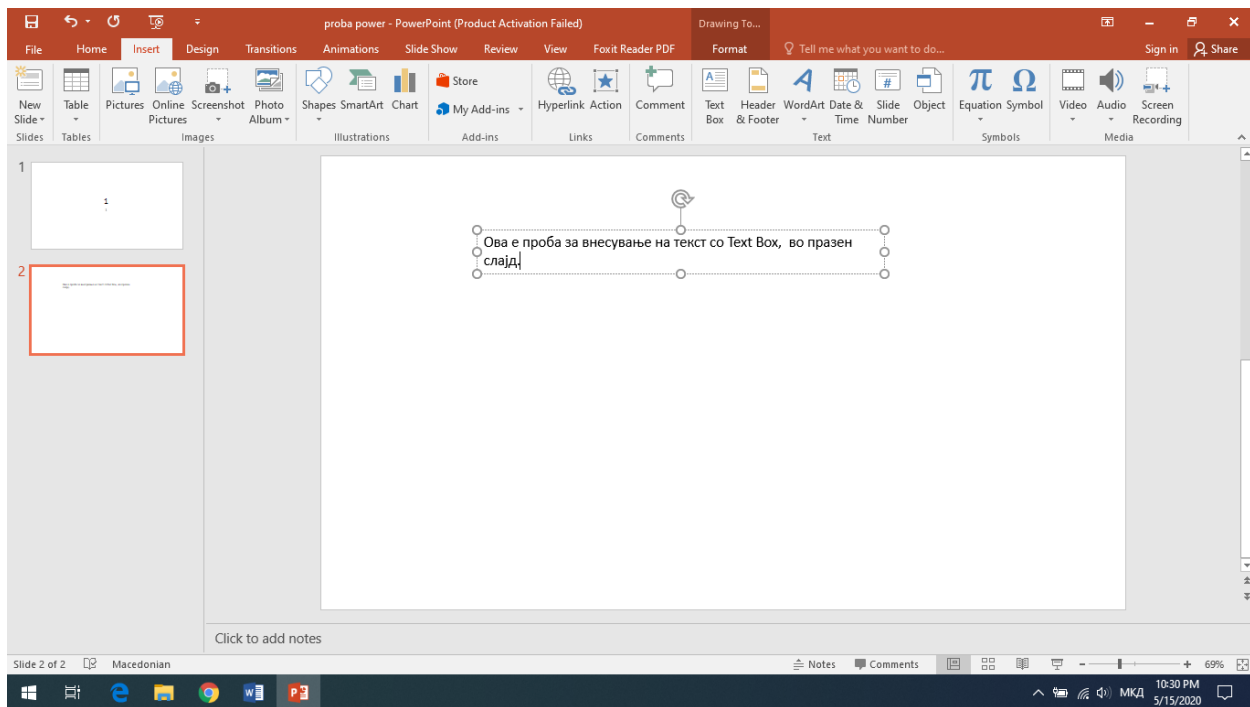 proba power - PowerPoint (Product Activation Failed)
Drawing To...
File Home Insert Design Transitions Animations Slide Show Review View Foxit Reader PDF Format Tell me what you want to do... Sign in Share
New Slide
Table
Pictures
Online Pictures
Screenshot
Photo Album
Shapes
SmartArt
Chart
Store
My Add-ins
Hyperlink
Action
Comment
Text Box
Header & Footer
WordArt
Date & Time
Slide Number
Object
Equation
Symbol
Video
Audio
Screen Recording
Slides Tables Images Illustrations Add-ins Links Comments Text Symbols Media
1
1
2
Ова е проба за внесување на текст со Text Box, во празен
слајд.
Click to add notes
Slide 2 of 2 Macedonian Notes Comments 69%
МКД
10:30 PM
5/15/2020